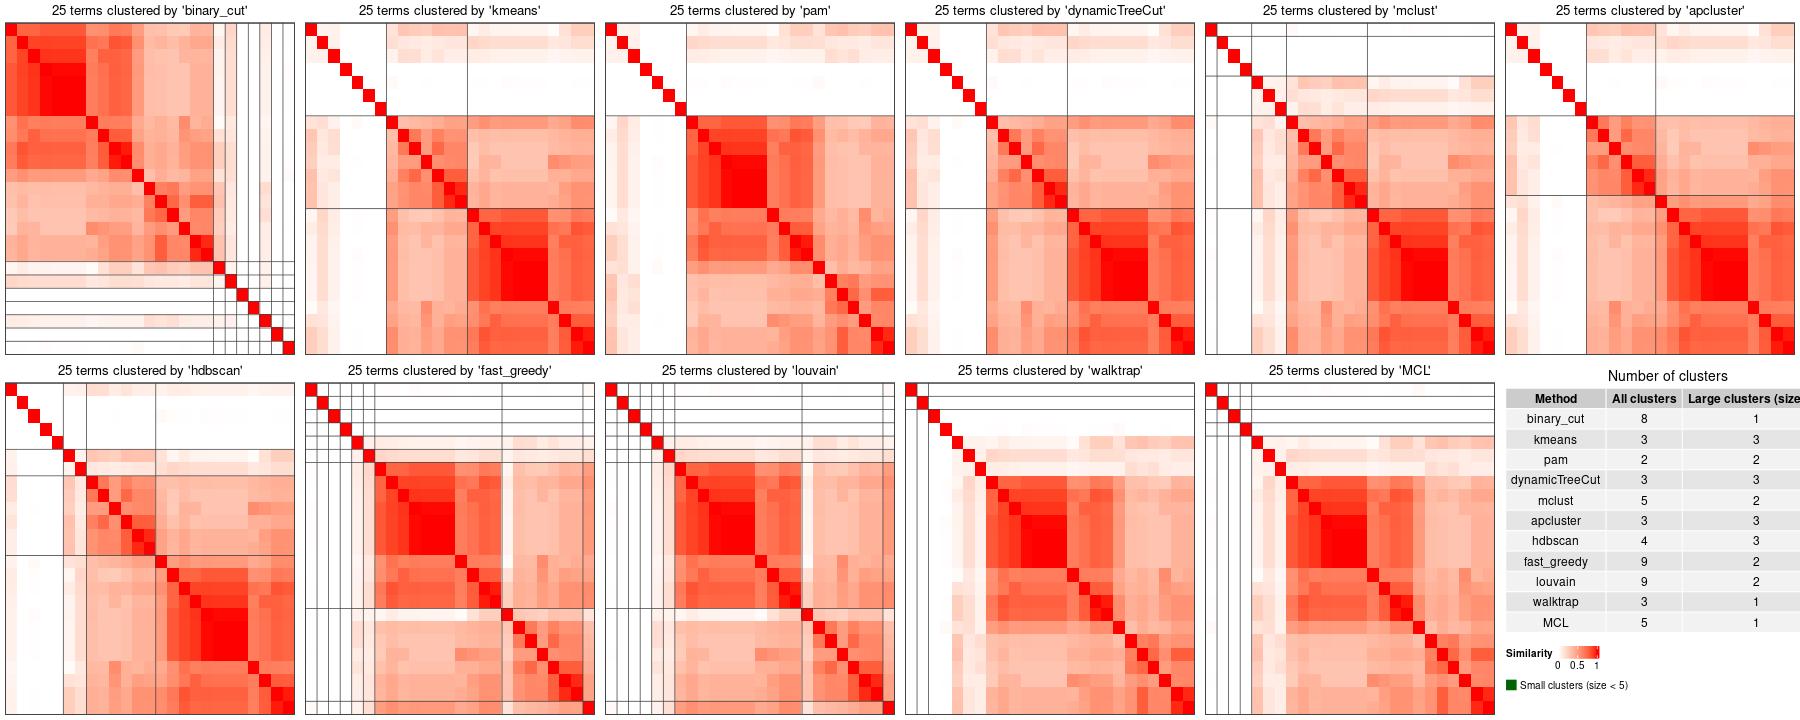 25 terms clustered by 'binary_cut'
25 terms clustered by 'kmeans'
25 terms clustered by 'pam'
25 terms clustered by 'dynamicTreeCut'
25 terms clustered by 'mclust'
25 terms clustered by 'apcluster'
25 terms clustered by 'hdbscan'
25 terms clustered by 'fast_greedy'
25 terms clustered by 'louvain'
25 terms clustered by 'walktrap'
25 terms clustered by 'MCL'
Number of clusters
Method All clusters Large clusters (size
binary_cut 8 1
kmeans 3 3
pam 2 2
dynamicTreeCut 3 3
mclust 5 2
apcluster 3 3
hdbscan 4 3
fast_greedy 9 2
louvain 9 2
walktrap 3 1
MCL 5 1
Similarity
0 0.5 1
Small clusters (size < 5)